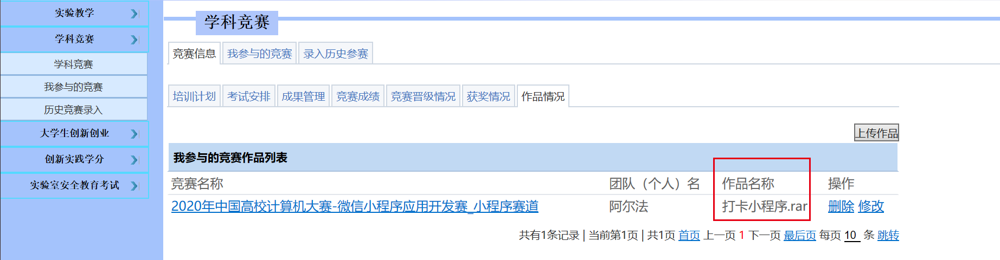 实验教学
学科竞赛
学科竞赛
我参与的竞赛
历史竞赛录入
大学生创新创业
创新实践学分
实验室安全教育考试
学科竞赛
竞赛信息 我参与的竞赛 录入历史参赛
培训计划 考试安排 成果管理 竞赛成绩 竞赛晋级情况 获奖情况 作品情况
上传作品
我参与的竞赛作品列表
竞赛名称 团队（个人）名 作品名称 操作
2020年中国高校计算机大赛-微信小程序应用开发赛_小程序赛道 阿尔法 打卡小程序.rar 删除 修改
共有1条记录 | 当前第1页 | 共1页 首页 上一页 1 下一页 最后页 每页 10 条 跳转